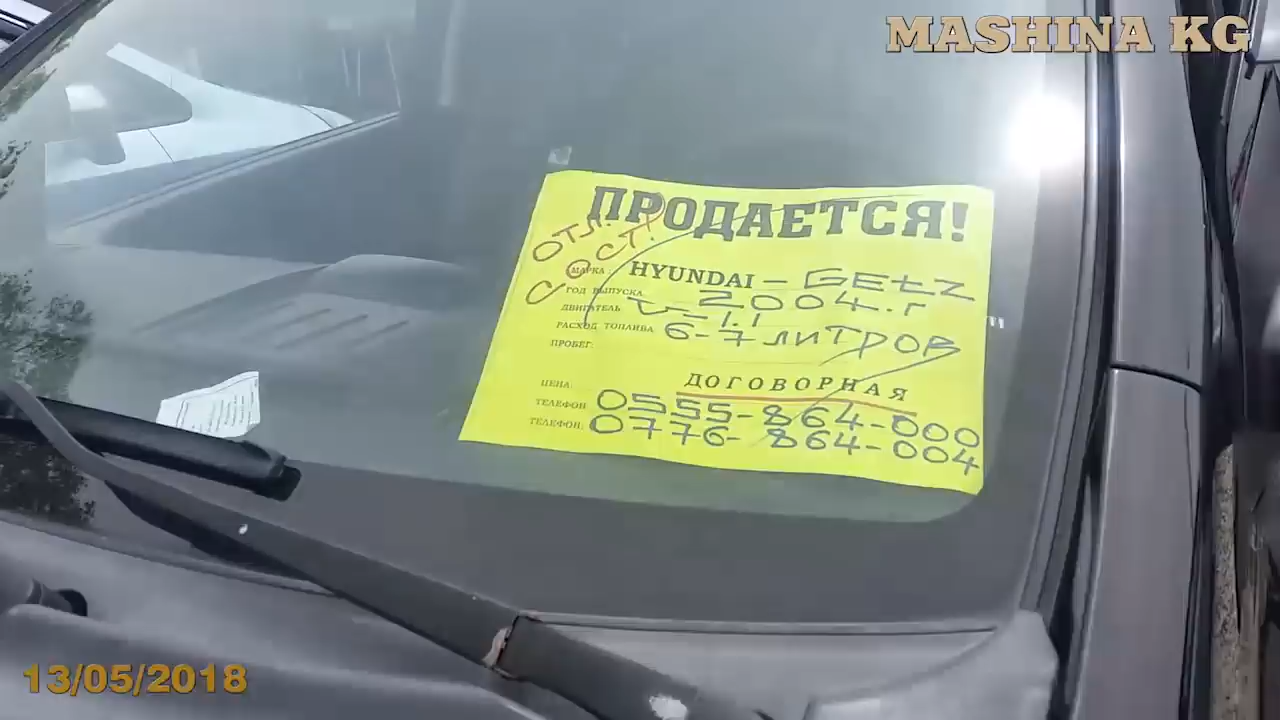 MASHINA KG
ПРОДАЕТСЯ!
ОТЛ.
СОСТ.
МАРКА: HYUNDAI - GETZ
ГОД ВЫПУСКА 2004.г
ДВИГАТЕЛЬ V-1.1
РАСХОД ТОПЛИВА 6-7 ЛИТРОВ
ПРОБЕГ:
ЦЕНА: ДОГОВОРНАЯ
ТЕЛЕФОН 0555-864-000
ТЕЛЕФОН: 0776-864-004
13/05/2018